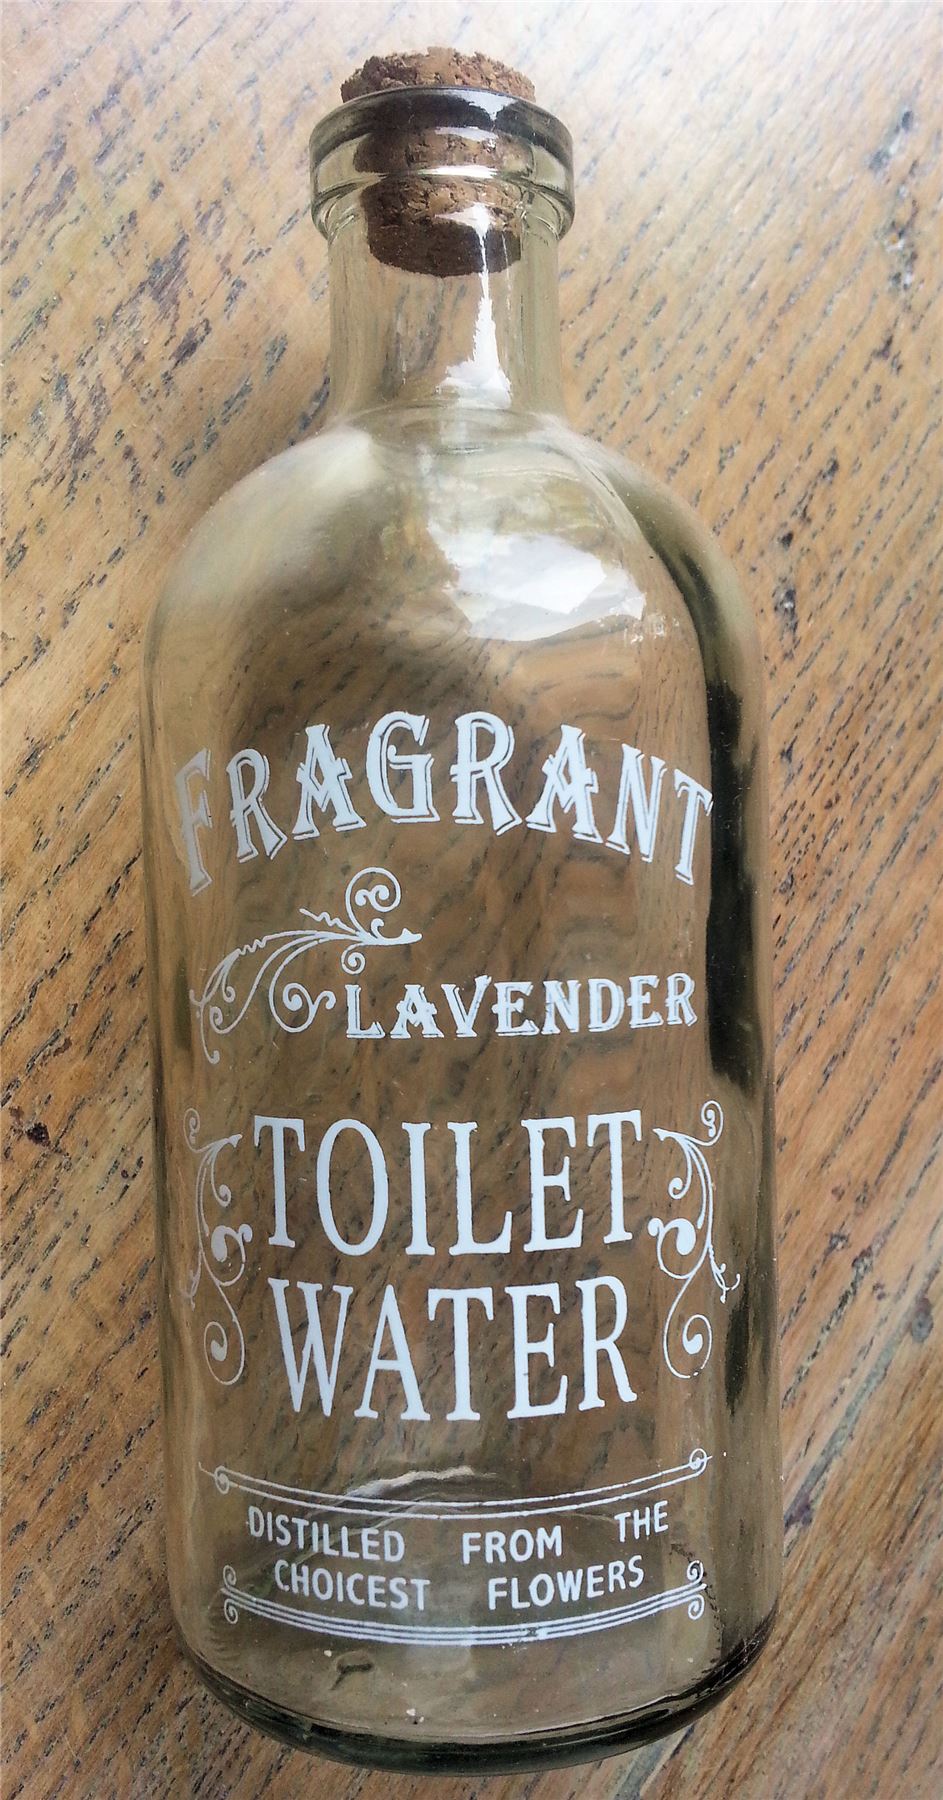 FRAGRANT
LAVENDER
TOILET
WATER
DISTILLED FROM THE
CHOICEST FLOWERS